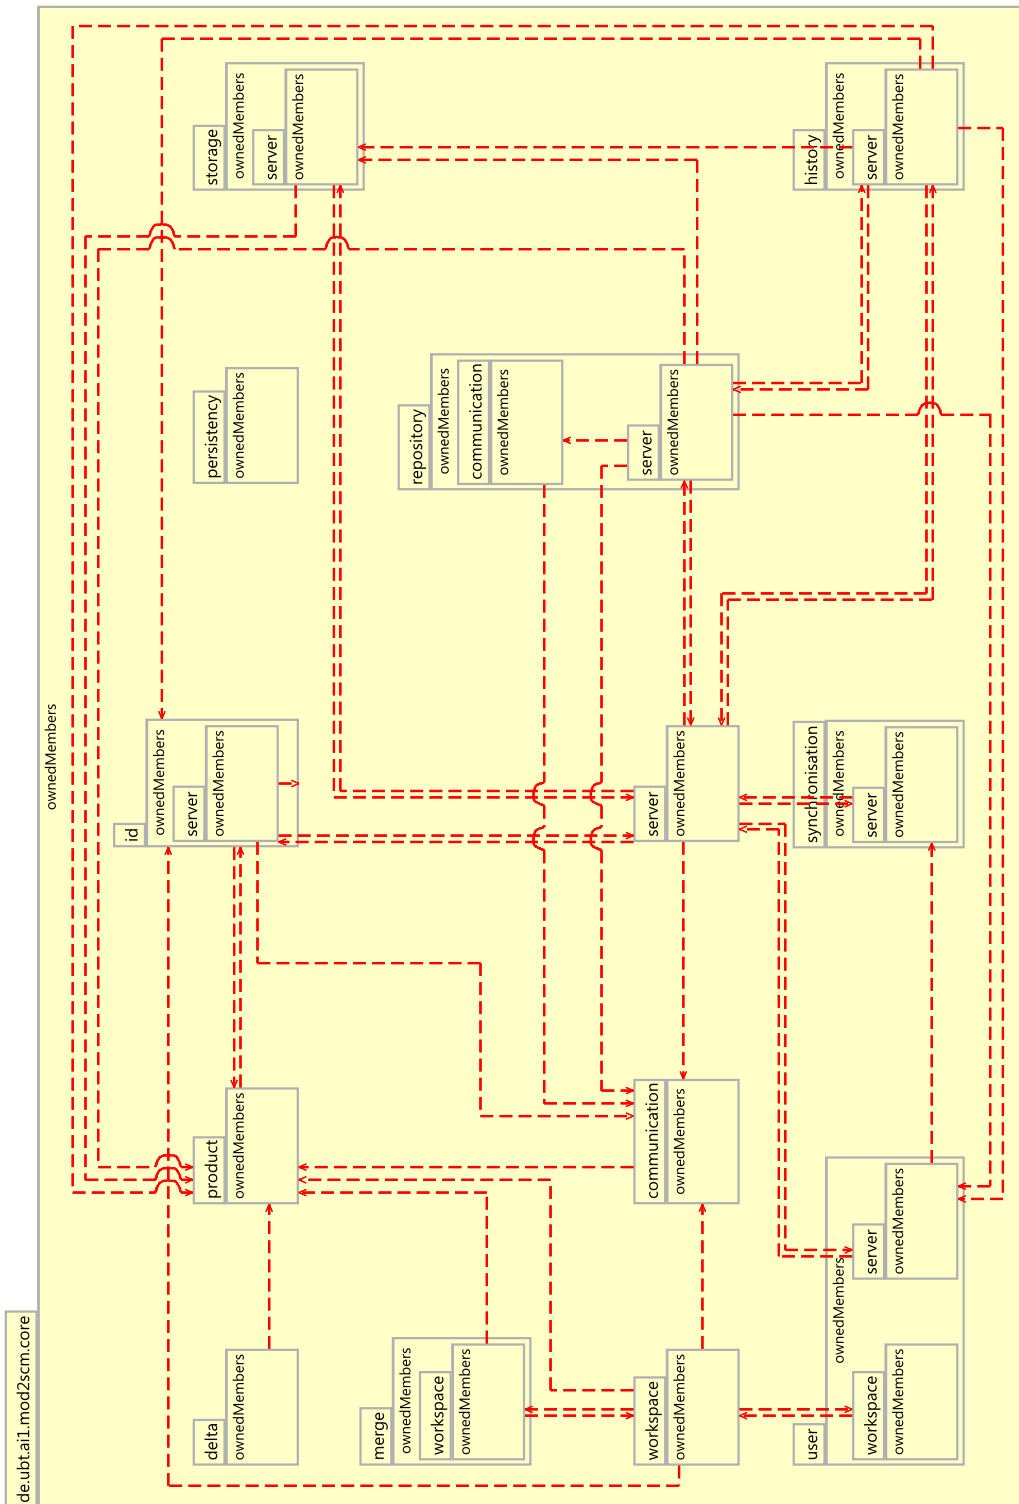 de.ubt.ai1.mod2scm.core
ownedMembers
id
ownedMembers
server
ownedMembers
delta
ownedMembers
product
ownedMembers
persistency
ownedMembers
storage
ownedMembers
server
ownedMembers
merge
ownedMembers
workspace
ownedMembers
repository
ownedMembers
communication
ownedMembers
server
ownedMembers
workspace
ownedMembers
communication
ownedMembers
server
ownedMembers
user
ownedMembers
workspace
ownedMembers
server
ownedMembers
synchronisation
ownedMembers
server
ownedMembers
history
ownedMembers
server
ownedMembers